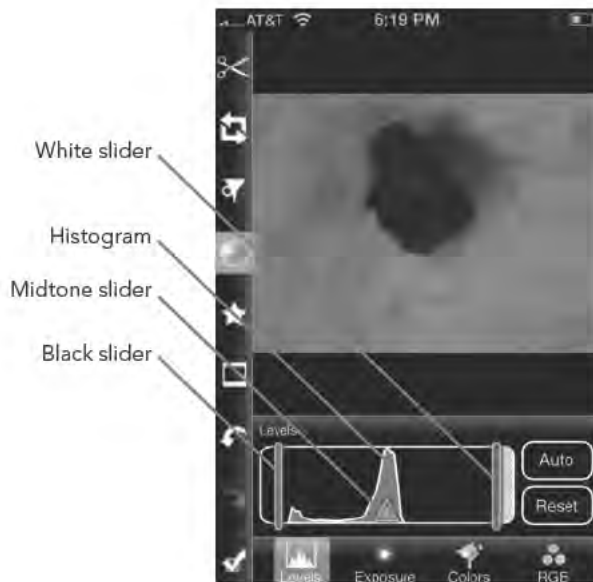 AT&T 6:19 PM
White slider
Histogram
Midtone slider
Black slider
Levels
Auto
Reset
Levels Exposure Colors RGB